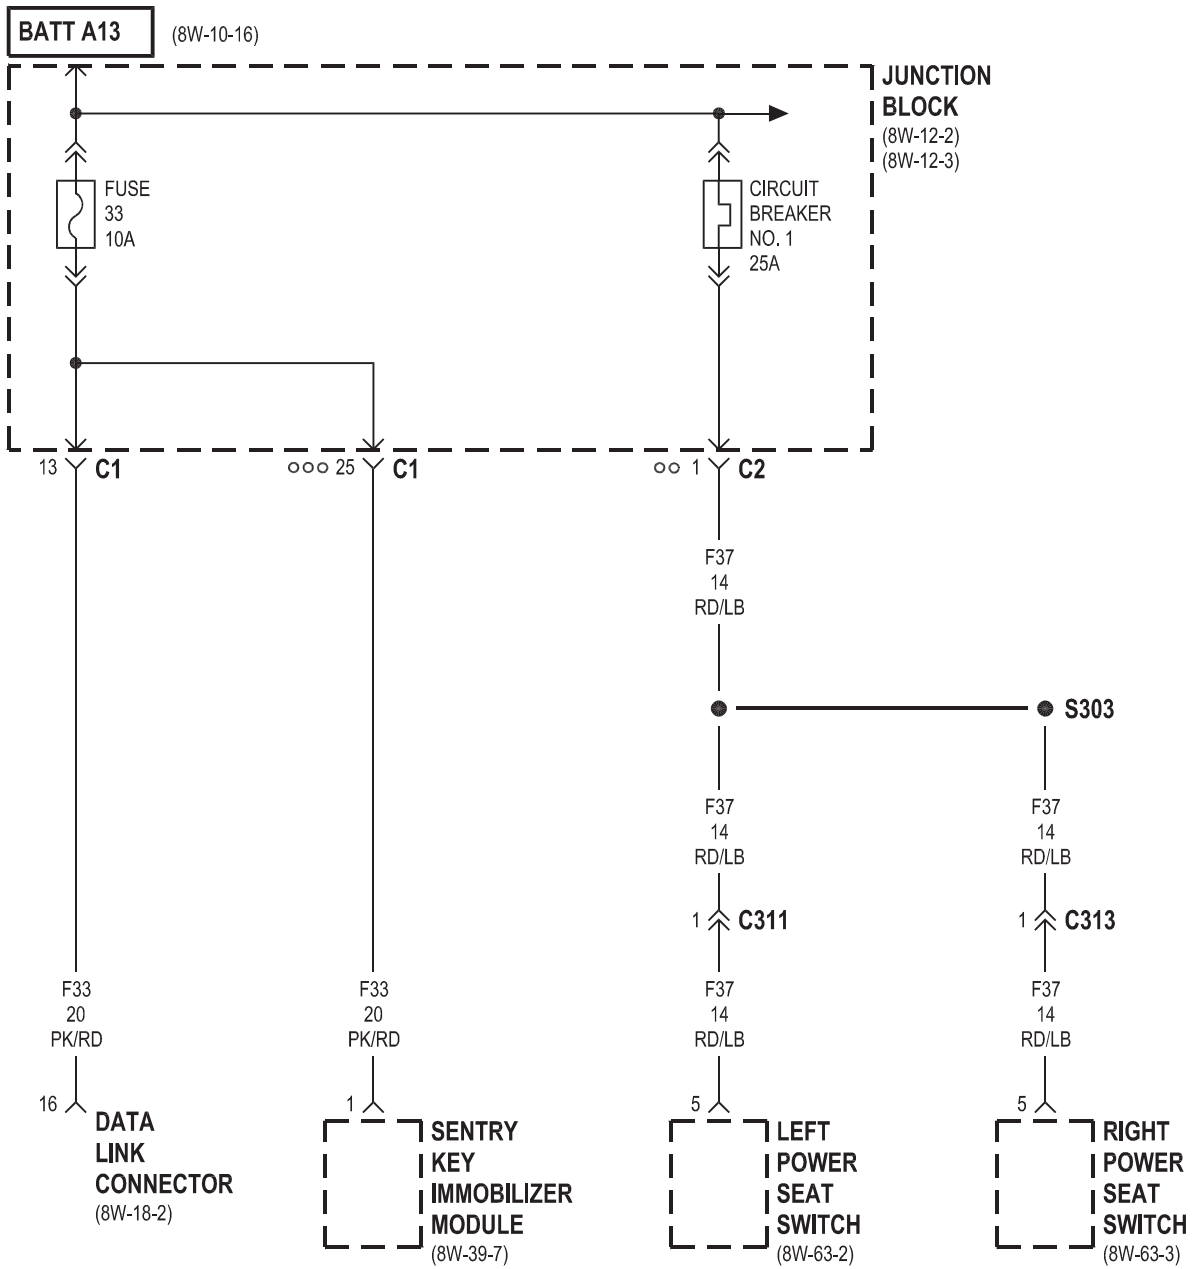 BATT A13
(8W-10-16)
JUNCTION
BLOCK
(8W-12-2)
(8W-12-3)
FUSE
33
10A
CIRCUIT
BREAKER
NO. 1
25A
13
C1
25
C1
1
C2
F37
14
RD/LB
S303
F37
14
RD/LB
F37
14
RD/LB
1
C311
1
C313
F33
20
PK/RD
F33
20
PK/RD
F37
14
RD/LB
F37
14
RD/LB
16
DATA
LINK
CONNECTOR
(8W-18-2)
1
SENTRY
KEY
IMMOBILIZER
MODULE
(8W-39-7)
5
LEFT
POWER
SEAT
SWITCH
(8W-63-2)
5
RIGHT
POWER
SEAT
SWITCH
(8W-63-3)